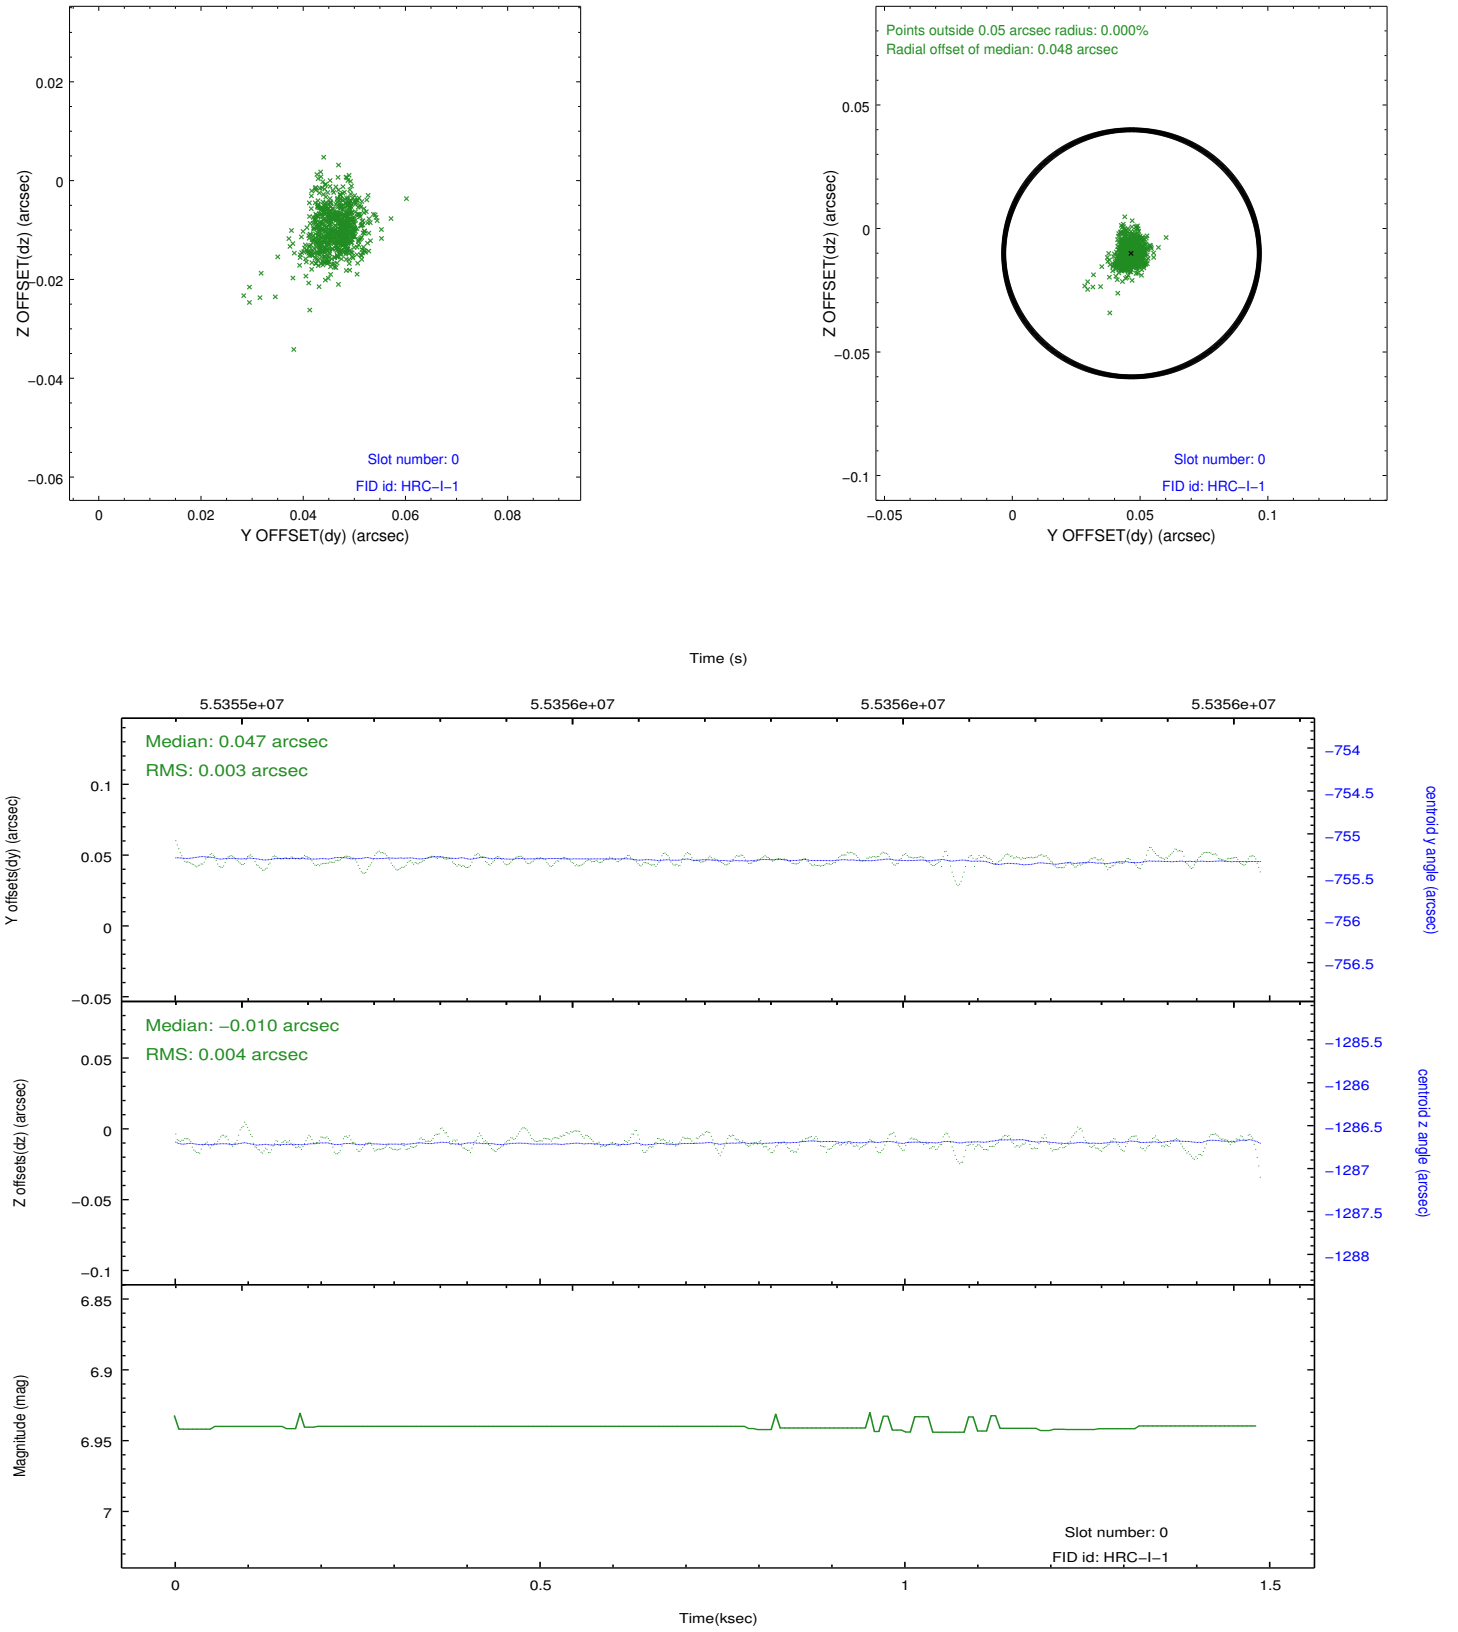 0.02
0
−0.02
−0.04
−0.06
Z OFFSET(dz) (arcsec)
Slot number: 0
FID id: HRC−I−1
0 0.02 0.04 0.06 0.08
Y OFFSET(dy) (arcsec)
Points outside 0.05 arcsec radius: 0.000%
Radial offset of median: 0.048 arcsec
0.05
0
−0.05
−0.1
Z OFFSET(dz) (arcsec)
Slot number: 0
FID id: HRC−I−1
−0.05 0 0.05 0.1
Y OFFSET(dy) (arcsec)
Time (s)
5.5355e+07 5.5356e+07 5.5356e+07 5.5356e+07
Median: 0.047 arcsec
RMS: 0.003 arcsec
0.1
0.05
0
−0.05
Y offsets(dy) (arcsec)
−754
−754.5
−755
−755.5
−756
−756.5
centroid y angle (arcsec)
Median: −0.010 arcsec
RMS: 0.004 arcsec
0.05
0
−0.05
−0.1
Z offsets(dz) (arcsec)
−1285.5
−1286
−1286.5
−1287
−1287.5
−1288
centroid z angle (arcsec)
6.85
6.9
6.95
7
Magnitude (mag)
Slot number: 0
FID id: HRC−I−1
0 0.5 1 1.5
Time(ksec)